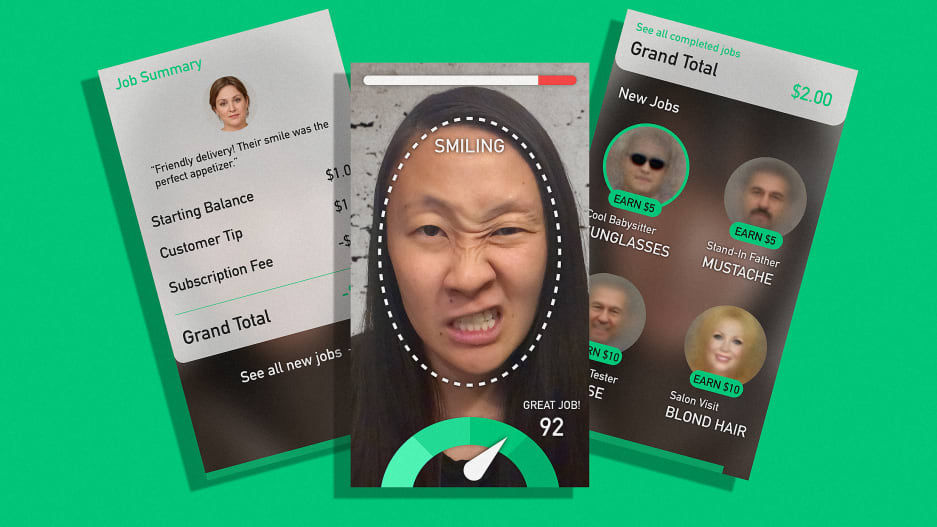 Job Summary
"Friendly delivery! Their smile was the
perfect appetizer."
Starting Balance
Customer Tip
$1
Subscription Fee
-$
Grand Total
See all new jobs
SMILING
GREAT JOB!
92
See all completed jobs
Grand Total
$2.00
New Jobs
EARN $5
Cool Babysitter
UNGLASSES
EARN $5
Stand-In Father
MUSTACHE
RN $10
Tester
SE
EARN $10
Salon Visit
BLOND HAIR